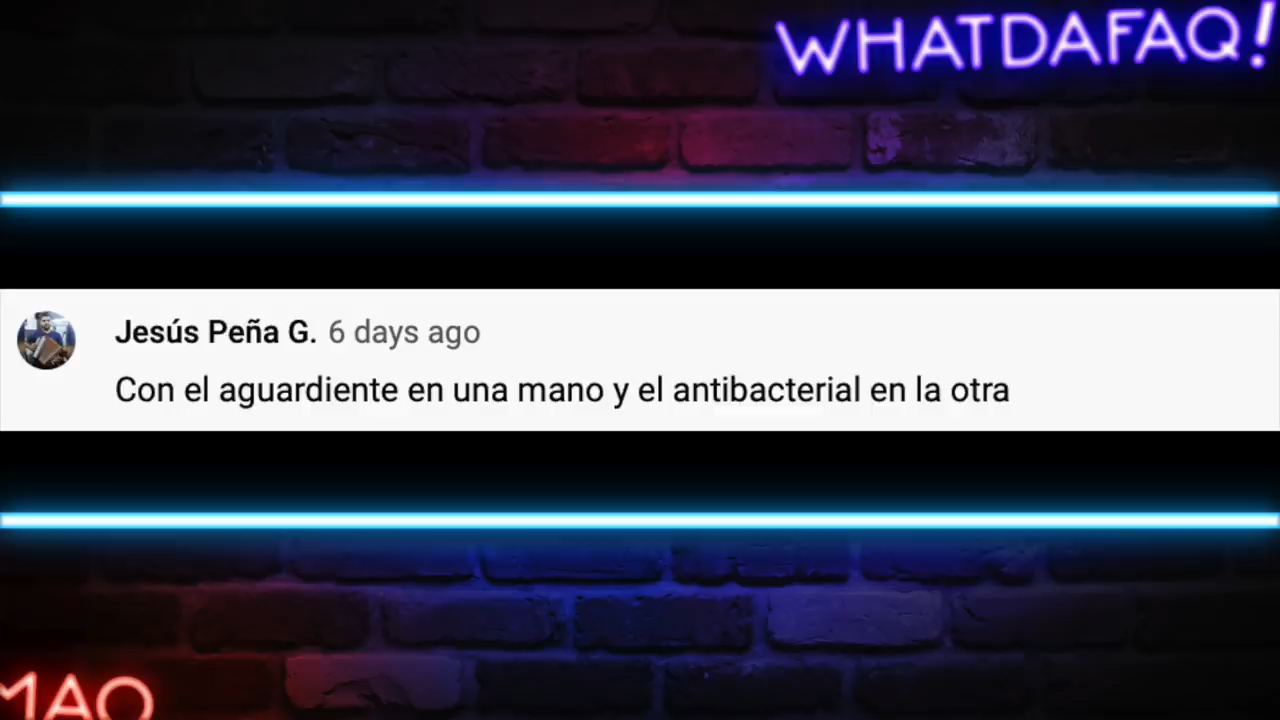 WHATDAFAQ!
Jesús Peña G. 6 days ago
Con el aguardiente en una mano y el antibacterial en la otra
MAO